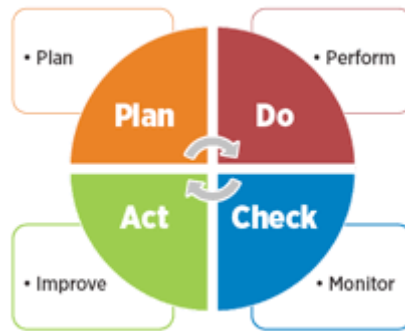 • Plan
• Perform
Plan
Do
Act
Check
• Improve
• Monitor